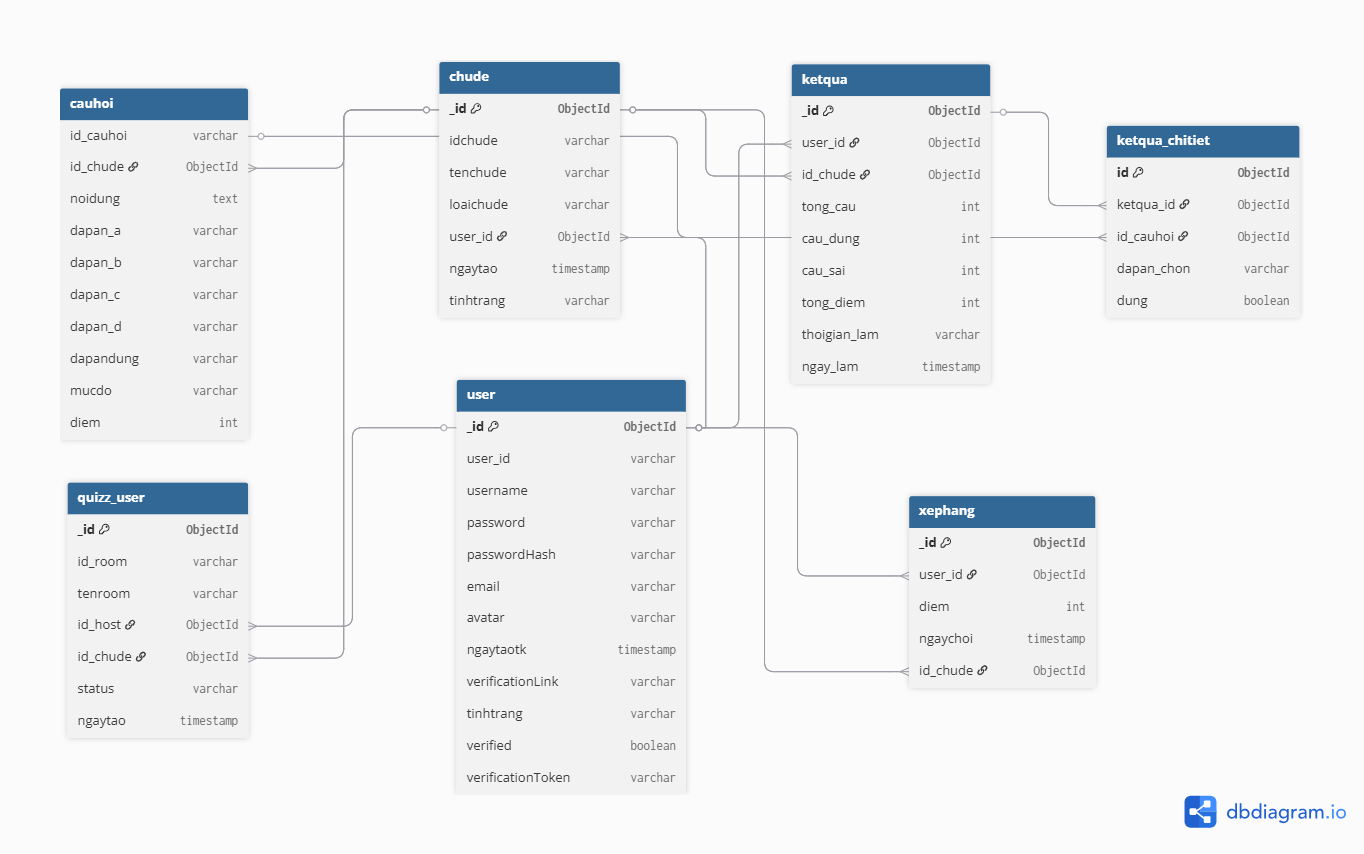 cauhoi
id_cauhoi varchar
id_chude ObjectId
noidung text
dapan_a varchar
dapan_b varchar
dapan_c varchar
dapan_d varchar
dapandung varchar
mucdo varchar
diem int
chude
_id ObjectId
idchude varchar
tenchude varchar
loaichude varchar
user_id ObjectId
ngaytao timestamp
tinhtrang varchar
ketqua
_id ObjectId
user_id ObjectId
id_chude ObjectId
tong_cau int
cau_dung int
cau_sai int
tong_diem int
thoigian_lam varchar
ngay_lam timestamp
ketqua_chitiet
id ObjectId
ketqua_id ObjectId
id_cauhoi ObjectId
dapan_chon varchar
dung boolean
quizz_user
_id ObjectId
id_room varchar
tenroom varchar
id_host ObjectId
id_chude ObjectId
status varchar
ngaytao timestamp
user
_id ObjectId
user_id varchar
username varchar
password varchar
passwordHash varchar
email varchar
avatar varchar
ngaytaotk timestamp
verificationLink varchar
tinhtrang varchar
verified boolean
verificationToken varchar
xephang
_id ObjectId
user_id ObjectId
diem int
ngaychoi timestamp
id_chude ObjectId
dbdiagram.io